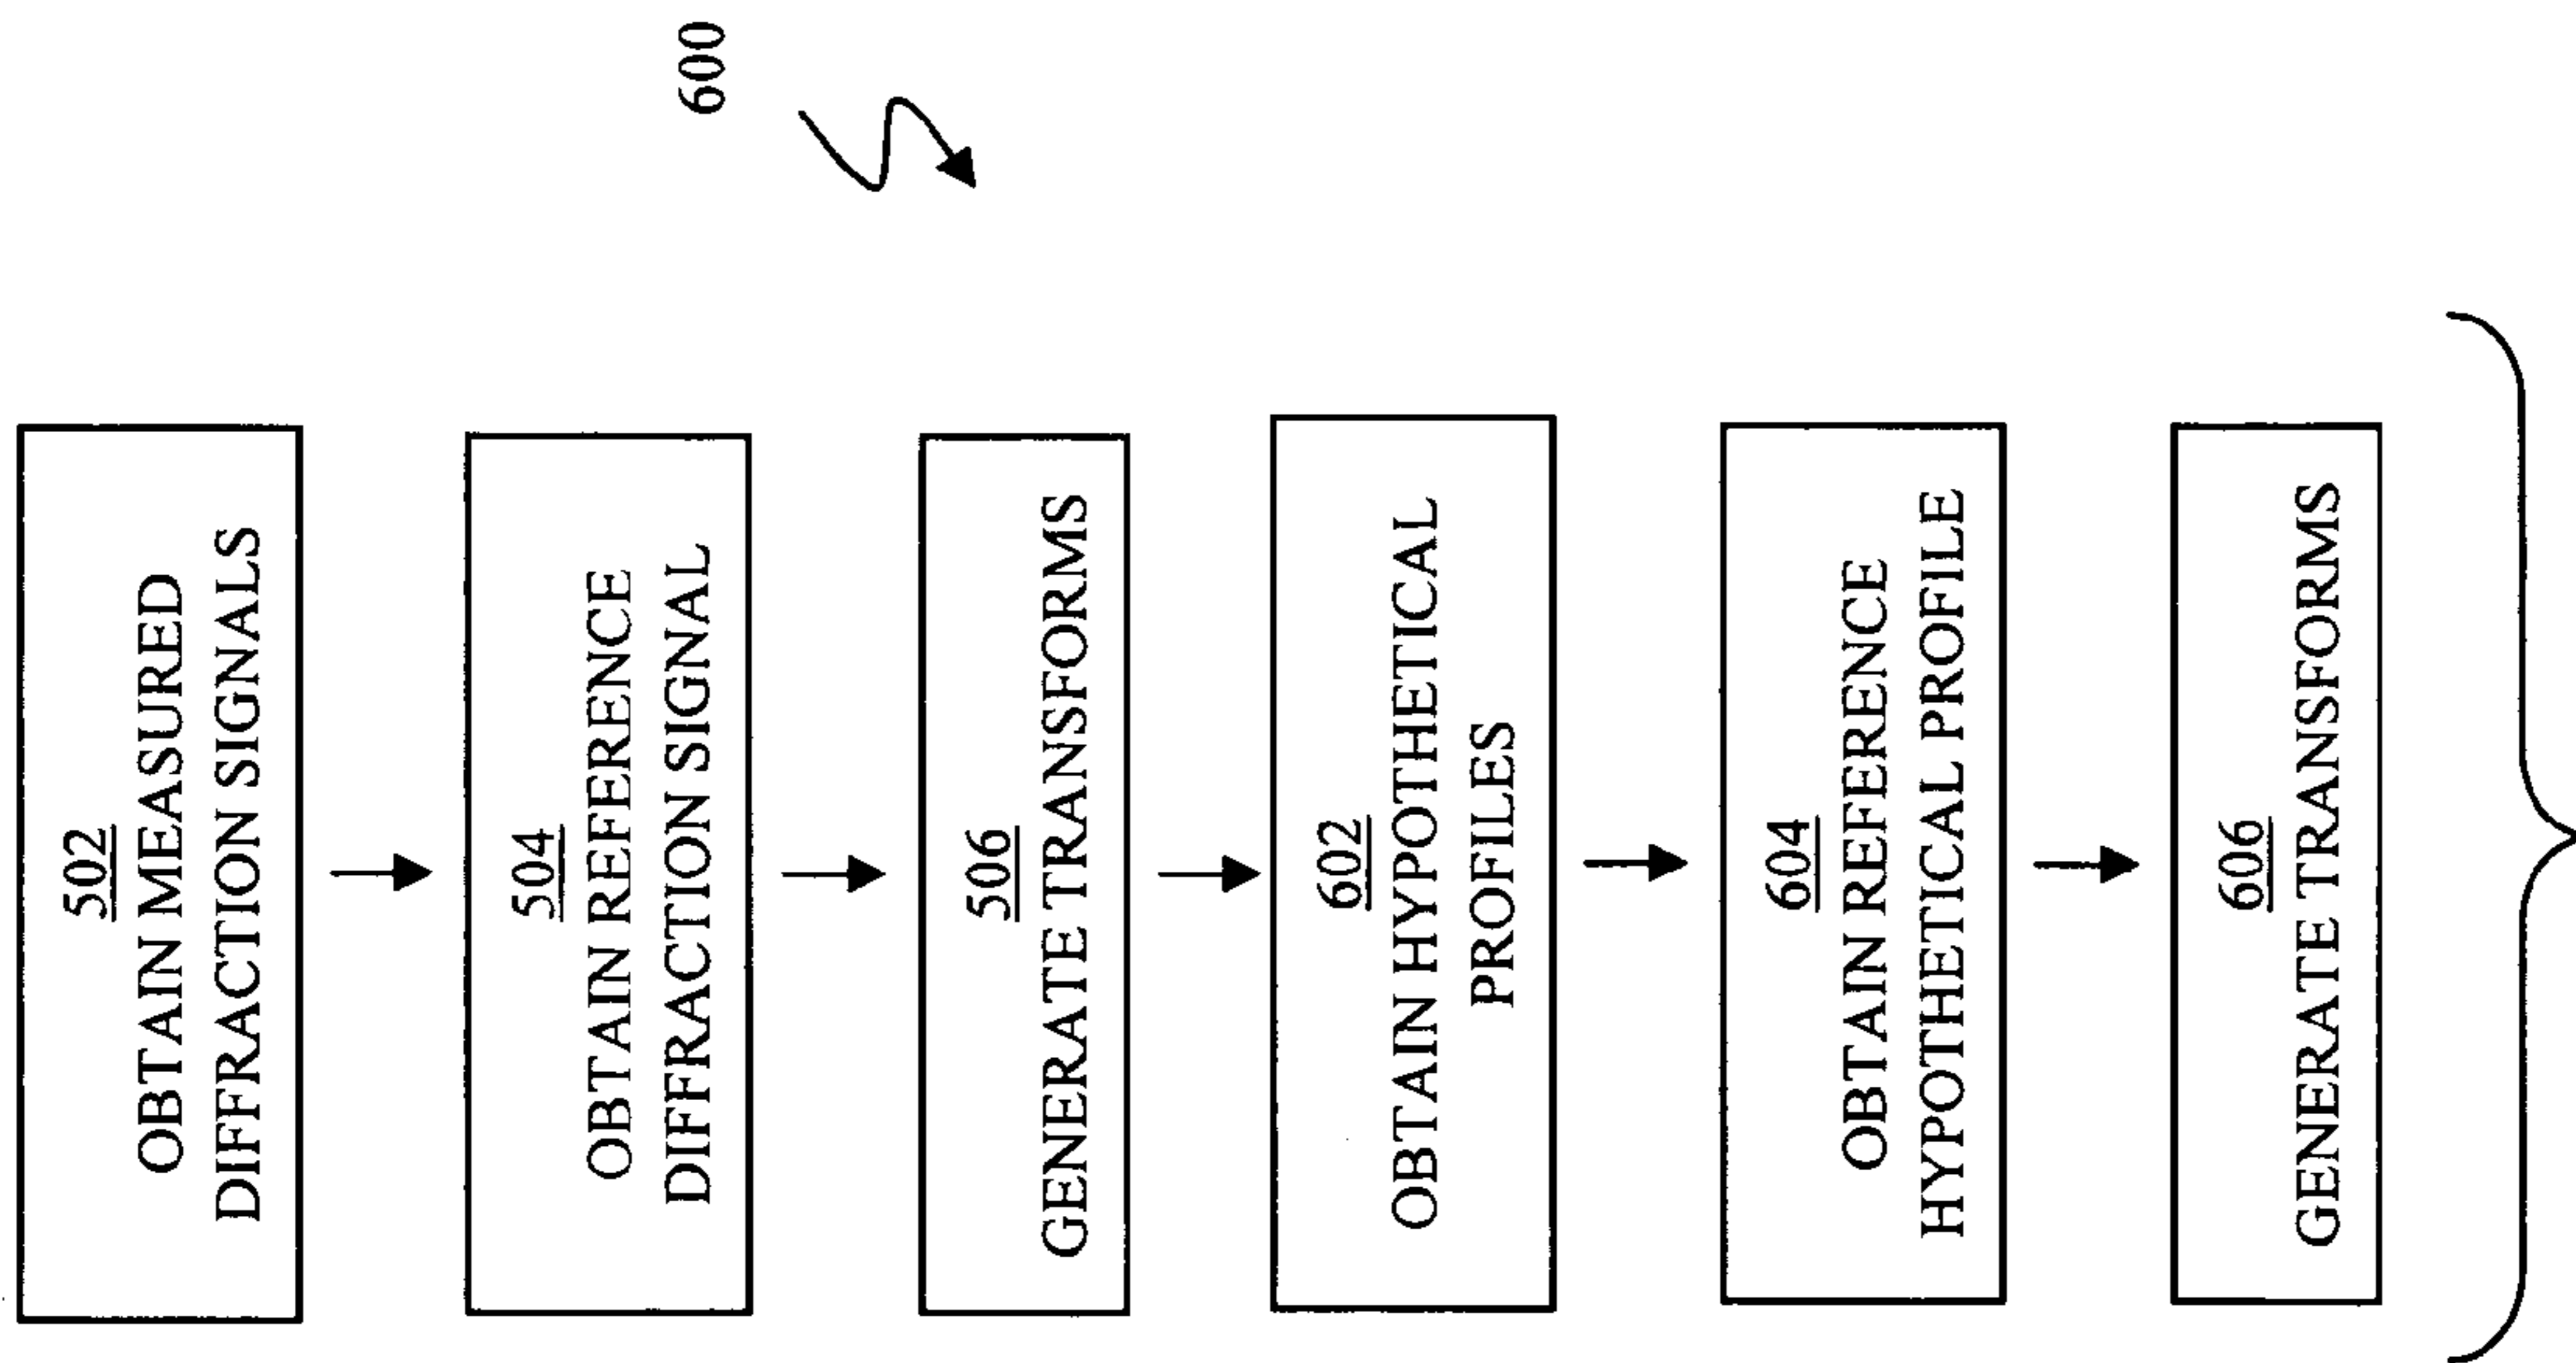 600
502
OBTAIN MEASURED
DIFFRACTION SIGNALS
504
OBTAIN REFERENCE
DIFFRACTION SIGNAL
506
GENERATE TRANSFORMS
602
OBTAIN HYPOTHETICAL
PROFILES
604
OBTAIN REFERENCE
HYPOTHETICAL PROFILE
606
GENERATE TRANSFORMS